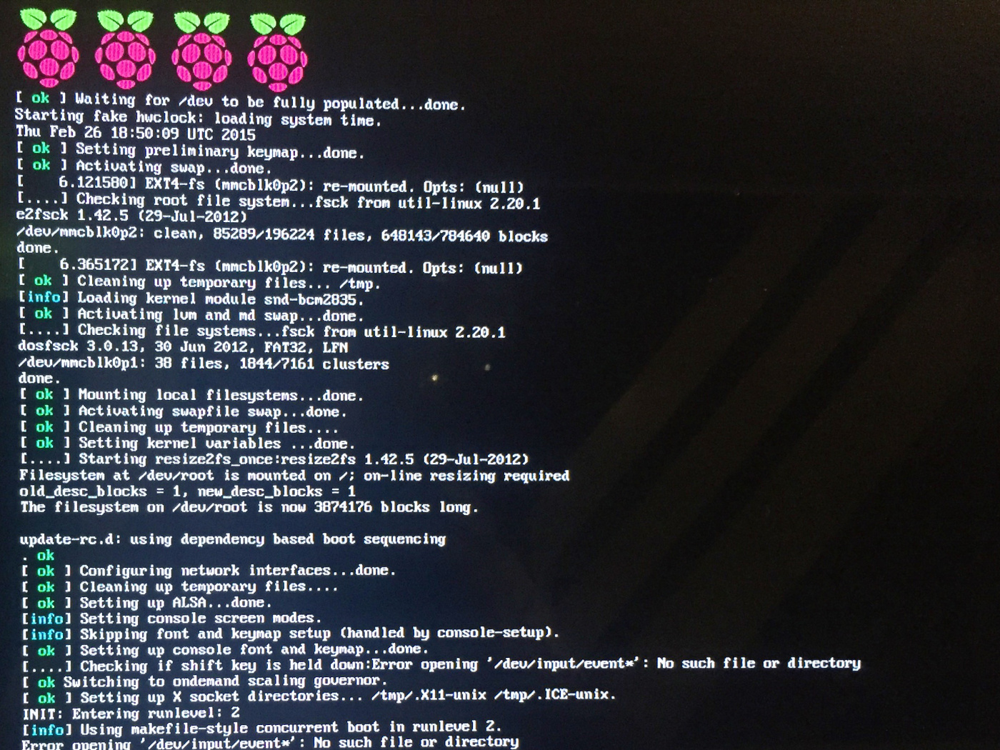 [ ok ] Waiting for /dev to be fully populated...done.
Starting fake hwclock: loading system time.
Thu Feb 26 18:50:09 UTC 2015
[ ok ] Setting preliminary keymap...done.
[ ok ] Activating swap...done.
[    6.121580] EXT4-fs (mmcblk0p2): re-mounted. Opts: (null)
[....] Checking root file system...fsck from util-linux 2.20.1
e2fsck 1.42.5 (29-Jul-2012)
/dev/mmcblk0p2: clean, 85289/196224 files, 648143/784640 blocks
done.
[    6.365172] EXT4-fs (mmcblk0p2): re-mounted. Opts: (null)
[ ok ] Cleaning up temporary files... /tmp.
[info] Loading kernel module snd-bcm2835.
[ ok ] Activating lvm and md swap...done.
[....] Checking file systems...fsck from util-linux 2.20.1
dosfsck 3.0.13, 30 Jun 2012, FAT32, LFN
/dev/mmcblk0p1: 38 files, 1844/7161 clusters
done.
[ ok ] Mounting local filesystems...done.
[ ok ] Activating swapfile swap...done.
[ ok ] Cleaning up temporary files....
[ ok ] Setting kernel variables ...done.
[....] Starting resize2fs_once:resize2fs 1.42.5 (29-Jul-2012)
Filesystem at /dev/root is mounted on /; on-line resizing required
old_desc_blocks = 1, new_desc_blocks = 1
The filesystem on /dev/root is now 3874176 blocks long.
update-rc.d: using dependency based boot sequencing
. ok
[ ok ] Configuring network interfaces...done.
[ ok ] Cleaning up temporary files....
[ ok ] Setting up ALSA...done.
[info] Setting console screen modes.
[info] Skipping font and keymap setup (handled by console-setup).
[ ok ] Setting up console font and keymap...done.
[....] Checking if shift key is held down:Error opening '/dev/input/event*': No such file or directory
[ ok Switching to ondemand scaling governor.
[ ok ] Setting up X socket directories... /tmp/.X11-unix /tmp/.ICE-unix.
INIT: Entering runlevel: 2
[info] Using makefile-style concurrent boot in runlevel 2.
Error opening '/dev/input/event*': No such file or directory